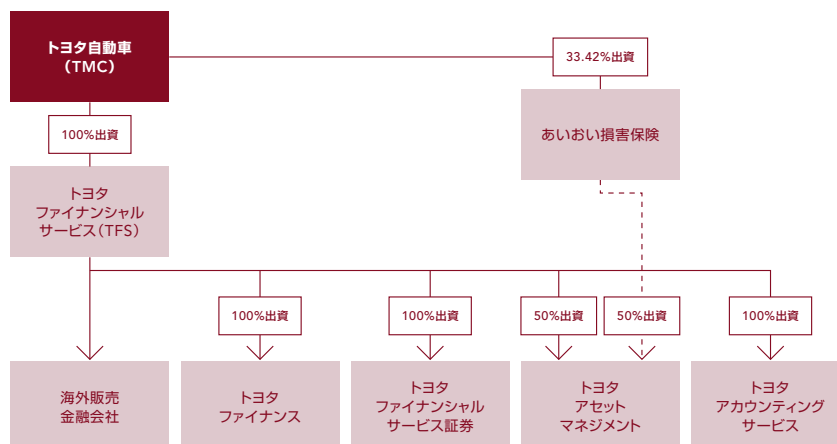 トヨタ自動車
(TMC)
33.42%出資
あいおい損害保険
100%出資
トヨタ
ファイナンシャル
サービス(TFS)
100%出資
100%出資
50%出資
50%出資
100%出資
海外販売
金融会社
トヨタ
ファイナンス
トヨタ
ファイナンシャル
サービス証券
トヨタ
アセット
マネジメント
トヨタ
アカウンティング
サービス